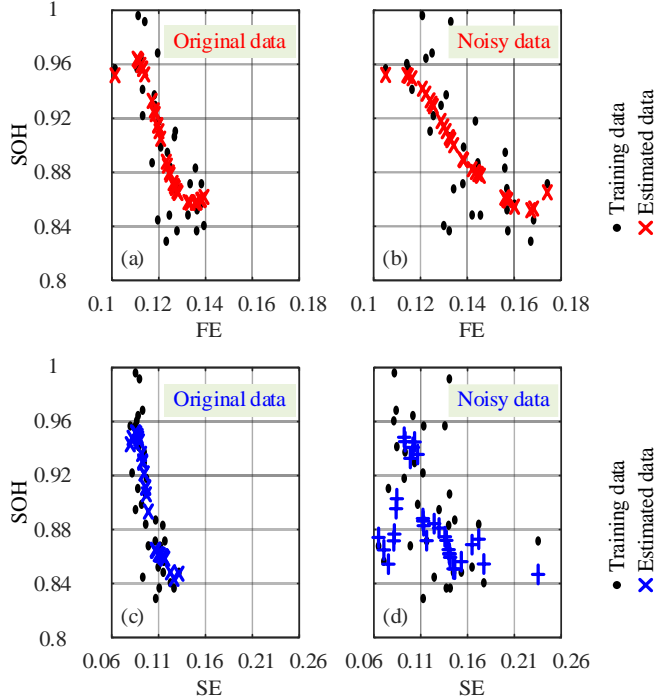 1
0.96
0.92
0.88
0.84
0.8
SOH
Original data
(a)
0.1 0.12 0.14 0.16 0.18
FE
Noisy data
(b)
0.1 0.12 0.14 0.16 0.18
FE
Training data
Estimated data
1
0.96
0.92
0.88
0.84
0.8
SOH
Original data
(c)
0.06 0.11 0.16 0.21 0.26
SE
Noisy data
(d)
0.06 0.11 0.16 0.21 0.26
SE
Training data
Estimated data